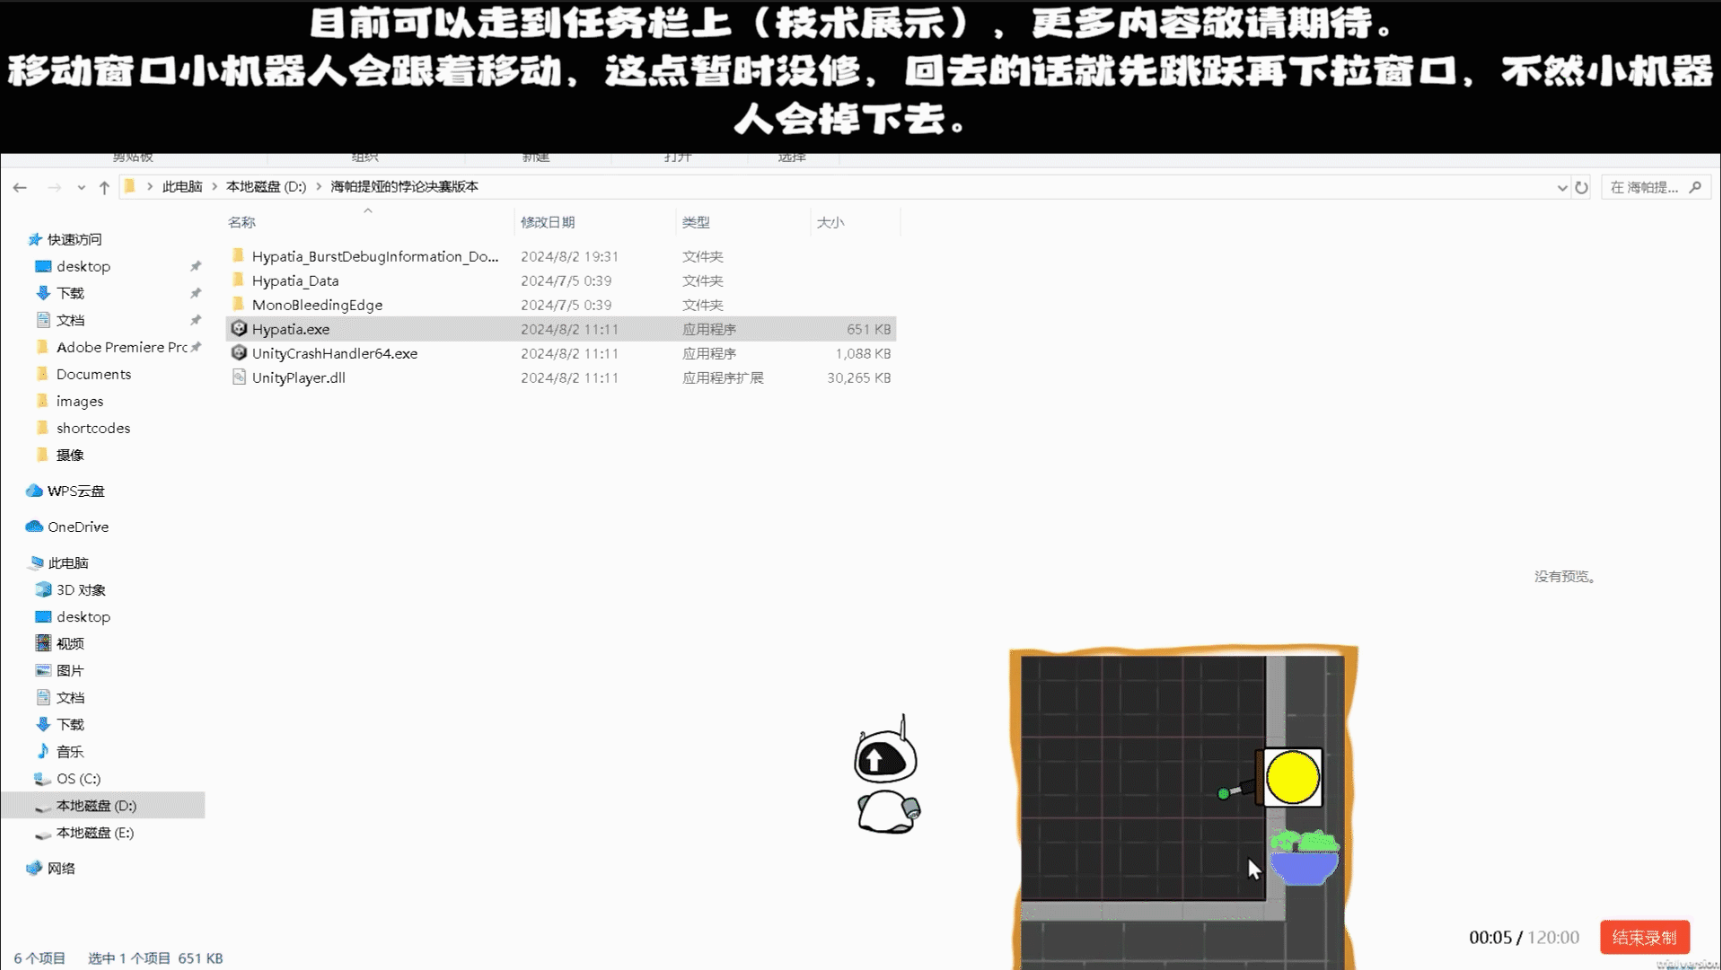 目前可以走到任务栏上（技术展示），更多内容敬请期待。
移动窗口小机器人会跟着移动，这点暂时没修，回去的话就先跳跃再下拉窗口，不然小机器
人会掉下去。
剪贴板 组织 新建 打开 选择
此电脑 > 本地磁盘 (D:) > 海帕提娅的悖论决赛版本
在 海帕提...
名称 修改日期 类型 大小
Hypatia_BurstDebugInformation_Do... 2024/8/2 19:31 文件夹
Hypatia_Data 2024/7/5 0:39 文件夹
MonoBleedingEdge 2024/7/5 0:39 文件夹
Hypatia.exe 2024/8/2 11:11 应用程序 651 KB
UnityCrashHandler64.exe 2024/8/2 11:11 应用程序 1,088 KB
UnityPlayer.dll 2024/8/2 11:11 应用程序扩展 30,265 KB
快速访问
desktop
下载
文档
Adobe Premiere Prc
Documents
images
shortcodes
摄像
WPS云盘
OneDrive
此电脑
3D 对象
desktop
视频
图片
文档
下载
音乐
OS (C:)
本地磁盘 (D:)
本地磁盘 (E:)
网络
没有预览。
00:05 / 120:00
结束录制
6 个项目 选中 1 个项目 651 KB
trial version